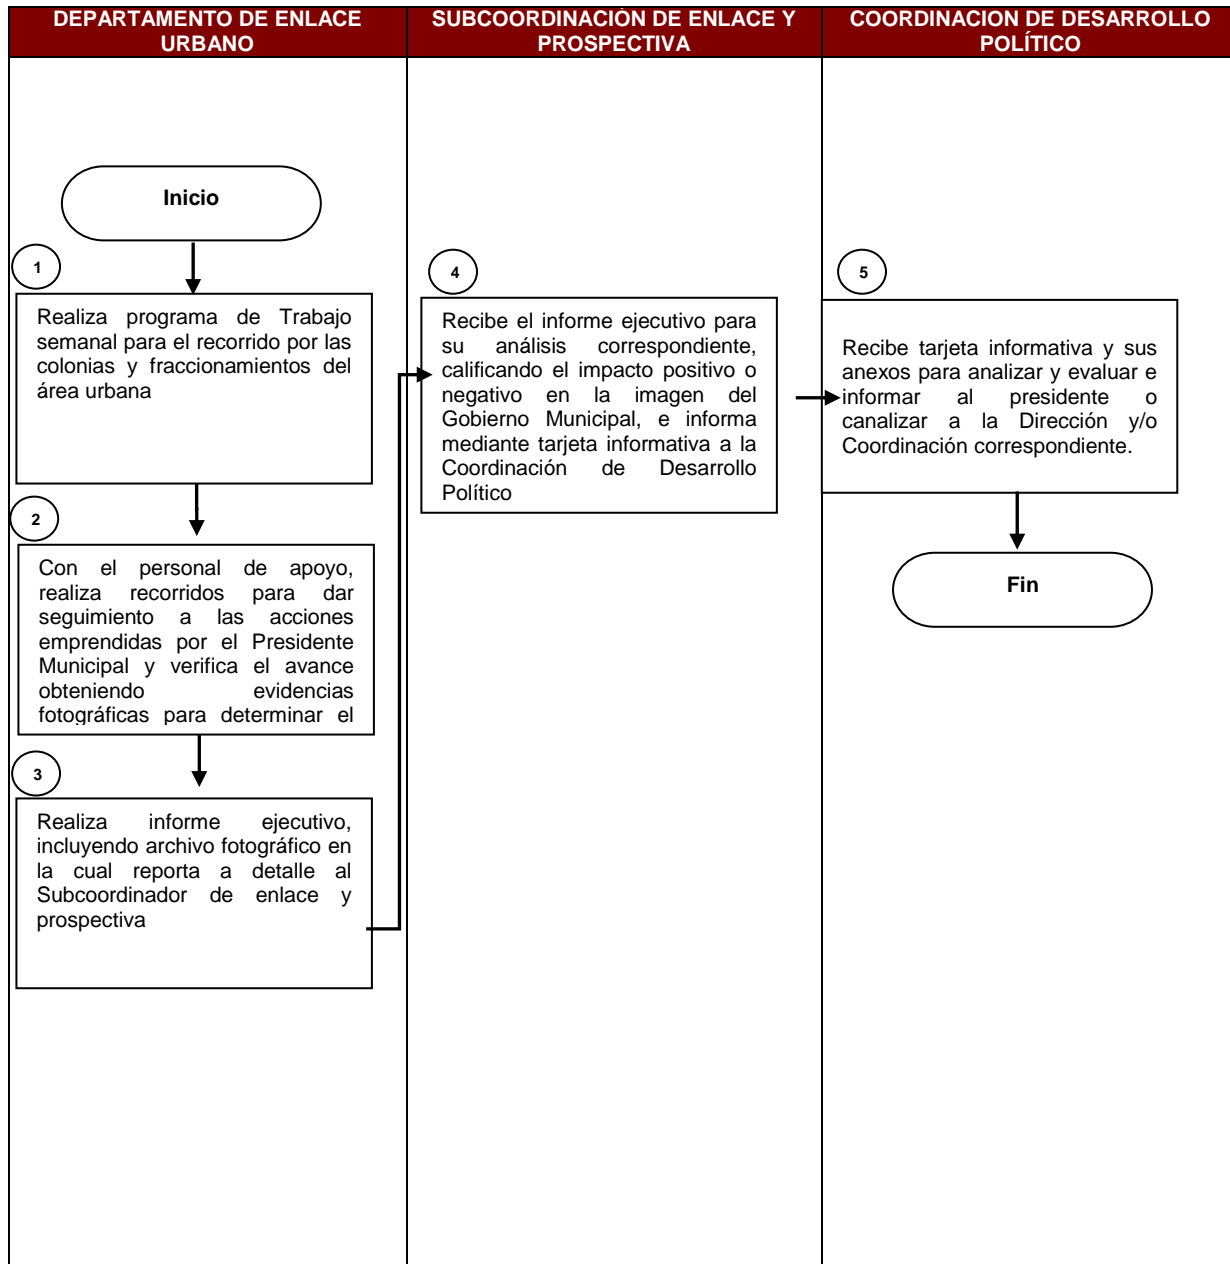 DEPARTAMENTO DE ENLACE
URBANO
SUBCOORDINACIÓN DE ENLACE Y
PROSPECTIVA
COORDINACION DE DESARROLLO
POLÍTICO
Inicio
1
Realiza programa de Trabajo
semanal para el recorrido por las
colonias y fraccionamientos del
área urbana
2
Con el personal de apoyo,
realiza recorridos para dar
seguimiento a las acciones
emprendidas por el Presidente
Municipal y verifica el avance
obteniendo evidencias
fotográficas para determinar el
3
Realiza informe ejecutivo,
incluyendo archivo fotográfico en
la cual reporta a detalle al
Subcoordinador de enlace y
prospectiva
4
Recibe el informe ejecutivo para
su análisis correspondiente,
calificando el impacto positivo o
negativo en la imagen del
Gobierno Municipal, e informa
mediante tarjeta informativa a la
Coordinación de Desarrollo
Político
5
Recibe tarjeta informativa y sus
anexos para analizar y evaluar e
informar al presidente o
canalizar a la Dirección y/o
Coordinación correspondiente.
Fin